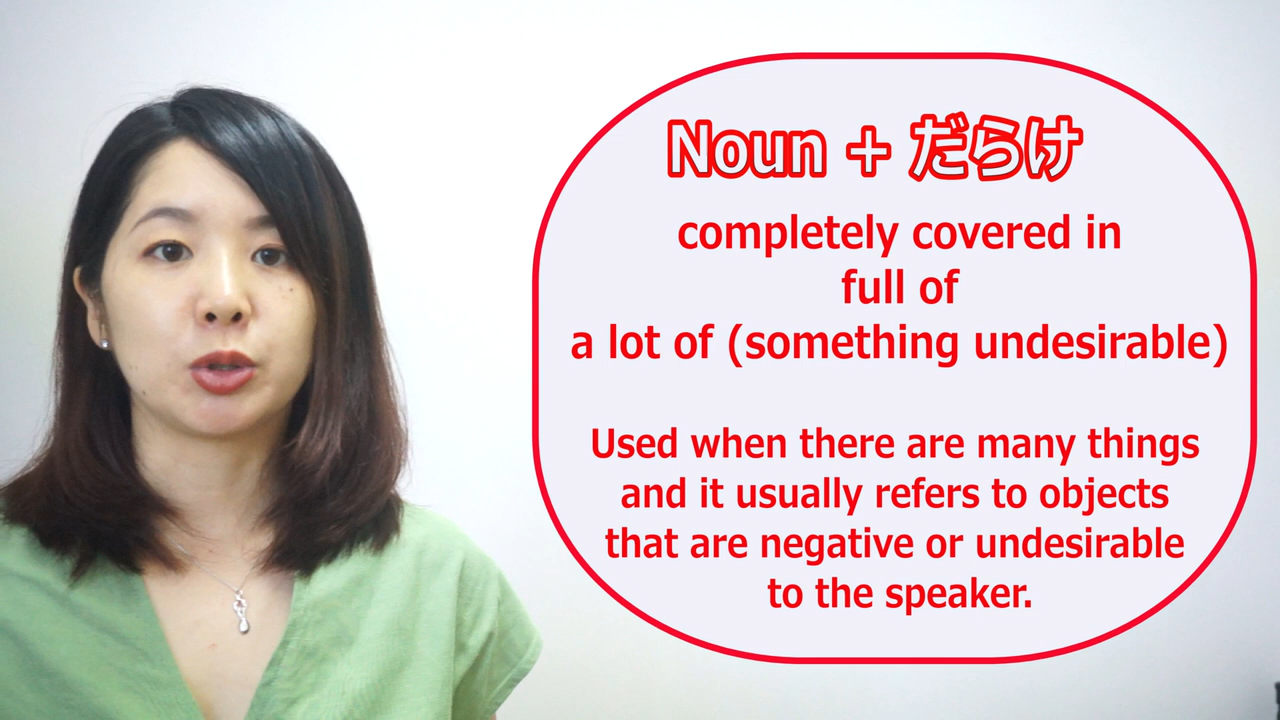 Noun + だらけ
completely covered in
full of
a lot of (something undesirable)
Used when there are many things
and it usually refers to objects
that are negative or undesirable
to the speaker.